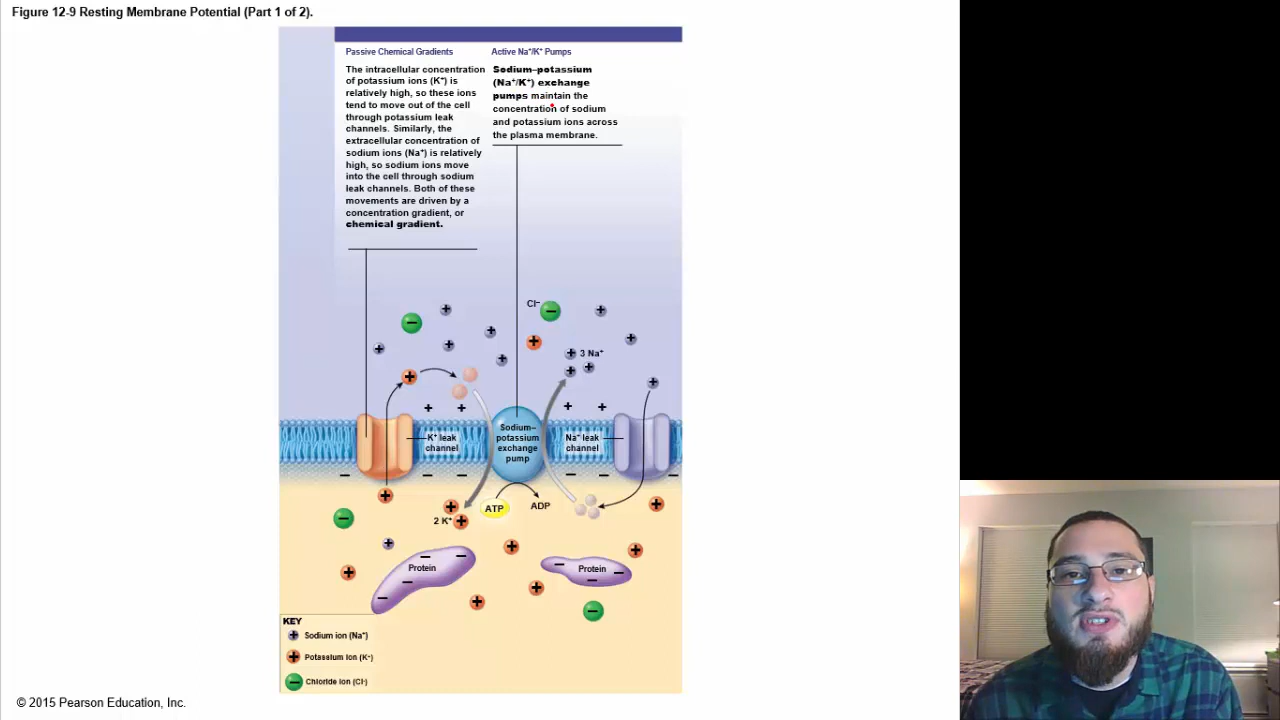 Figure 12-9 Resting Membrane Potential (Part 1 of 2).
Passive Chemical Gradients
The intracellular concentration
of potassium ions (K⁺) is
relatively high, so these ions
tend to move out of the cell
through potassium leak
channels. Similarly, the
extracellular concentration of
sodium ions (Na⁺) is relatively
high, so sodium ions move
into the cell through sodium
leak channels. Both of these
movements are driven by a
concentration gradient, or
chemical gradient.
Active Na⁺/K⁺ Pumps
Sodium–potassium
(Na⁺/K⁺) exchange
pumps maintain the
concentration of sodium
and potassium ions across
the plasma membrane.
Cl⁻
3 Na⁺
K⁺ leak
channel
Sodium–
potassium
exchange
pump
Na⁺ leak
channel
2 K⁺
ATP
ADP
Protein
Protein
KEY
Sodium ion (Na⁺)
Potassium ion (K⁺)
Chloride ion (Cl⁻)
© 2015 Pearson Education, Inc.